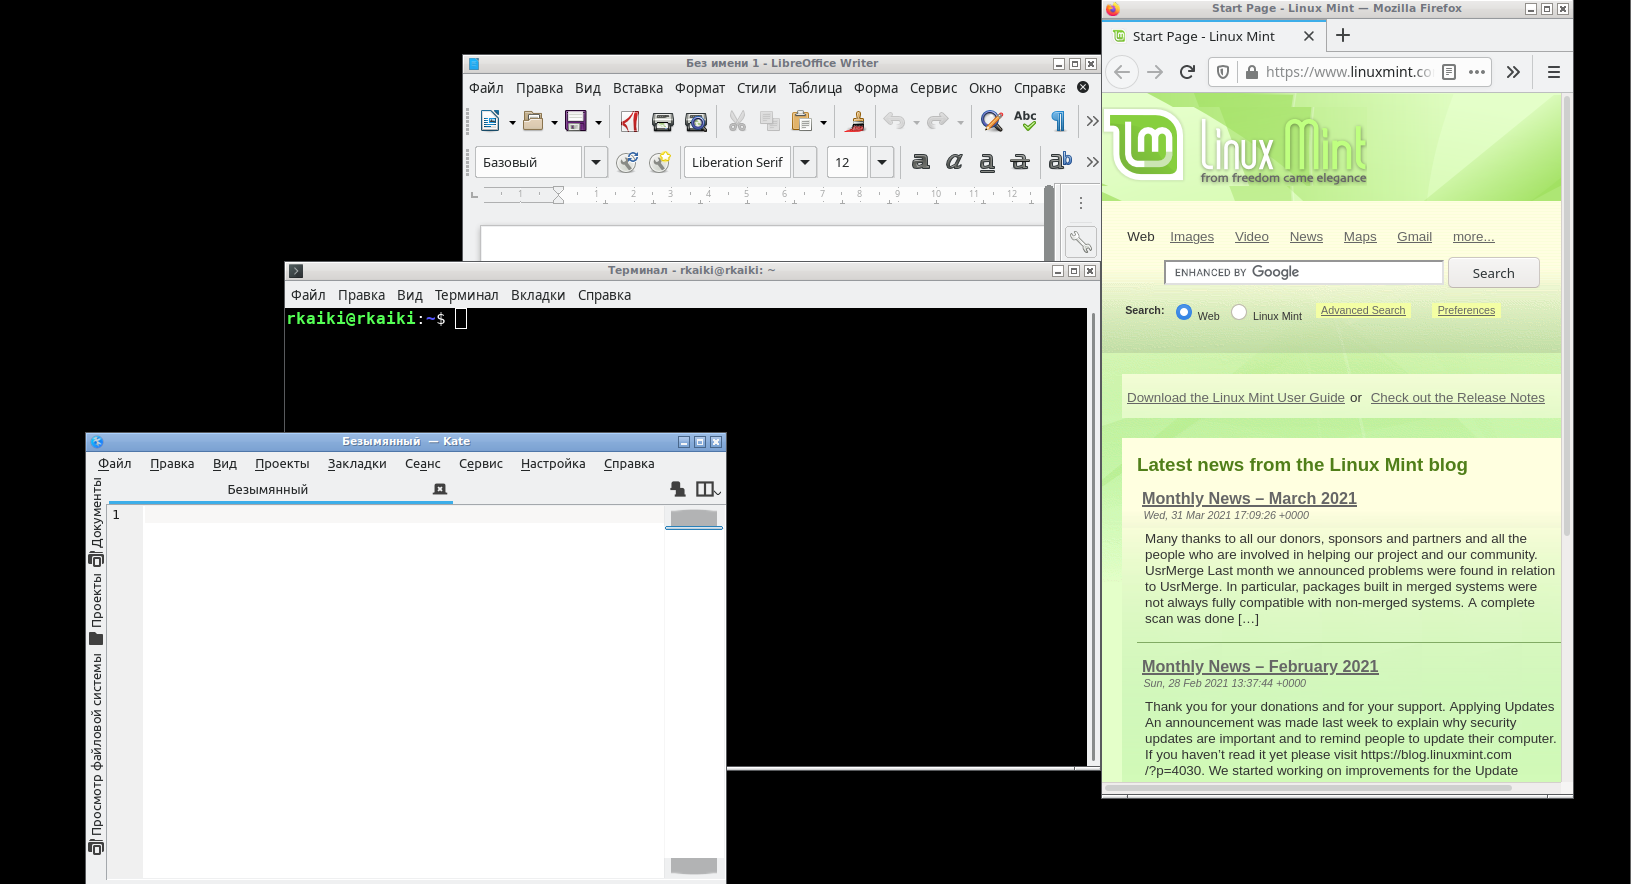 Start Page - Linux Mint — Mozilla Firefox
Start Page - Linux Mint
https://www.linuxmint.co
Linux Mint
from freedom came elegance
Web Images Video News Maps Gmail more...
ENHANCED BY Google Search
Search: Web Linux Mint Advanced Search Preferences
Download the Linux Mint User Guide or Check out the Release Notes
Latest news from the Linux Mint blog
Monthly News – March 2021
Wed, 31 Mar 2021 17:09:26 +0000
Many thanks to all our donors, sponsors and partners and all the
people who are involved in helping our project and our community.
UsrMerge Last month we announced problems were found in relation
to UsrMerge. In particular, packages built in merged systems were
not always fully compatible with non-merged systems. A complete
scan was done […]
Monthly News – February 2021
Sun, 28 Feb 2021 13:37:44 +0000
Thank you for your donations and for your support. Applying Updates
An announcement was made last week to explain why security
updates are important and to remind people to update their computer.
If you haven't read it yet please visit https://blog.linuxmint.com
/?p=4030. We started working on improvements for the Update
Без имени 1 - LibreOffice Writer
Файл Правка Вид Вставка Формат Стили Таблица Форма Сервис Окно Справка
Abc
Базовый Liberation Serif 12 a a a a ab
1 1 2 3 4 5 6 7 8 9 10 11 12
Терминал - rkaiki@rkaiki: ~
Файл Правка Вид Терминал Вкладки Справка
rkaiki@rkaiki:~$
Безымянный — Kate
Файл Правка Вид Проекты Закладки Сеанс Сервис Настройка Справка
Безымянный
1
Документы
Проекты
Просмотр файловой системы